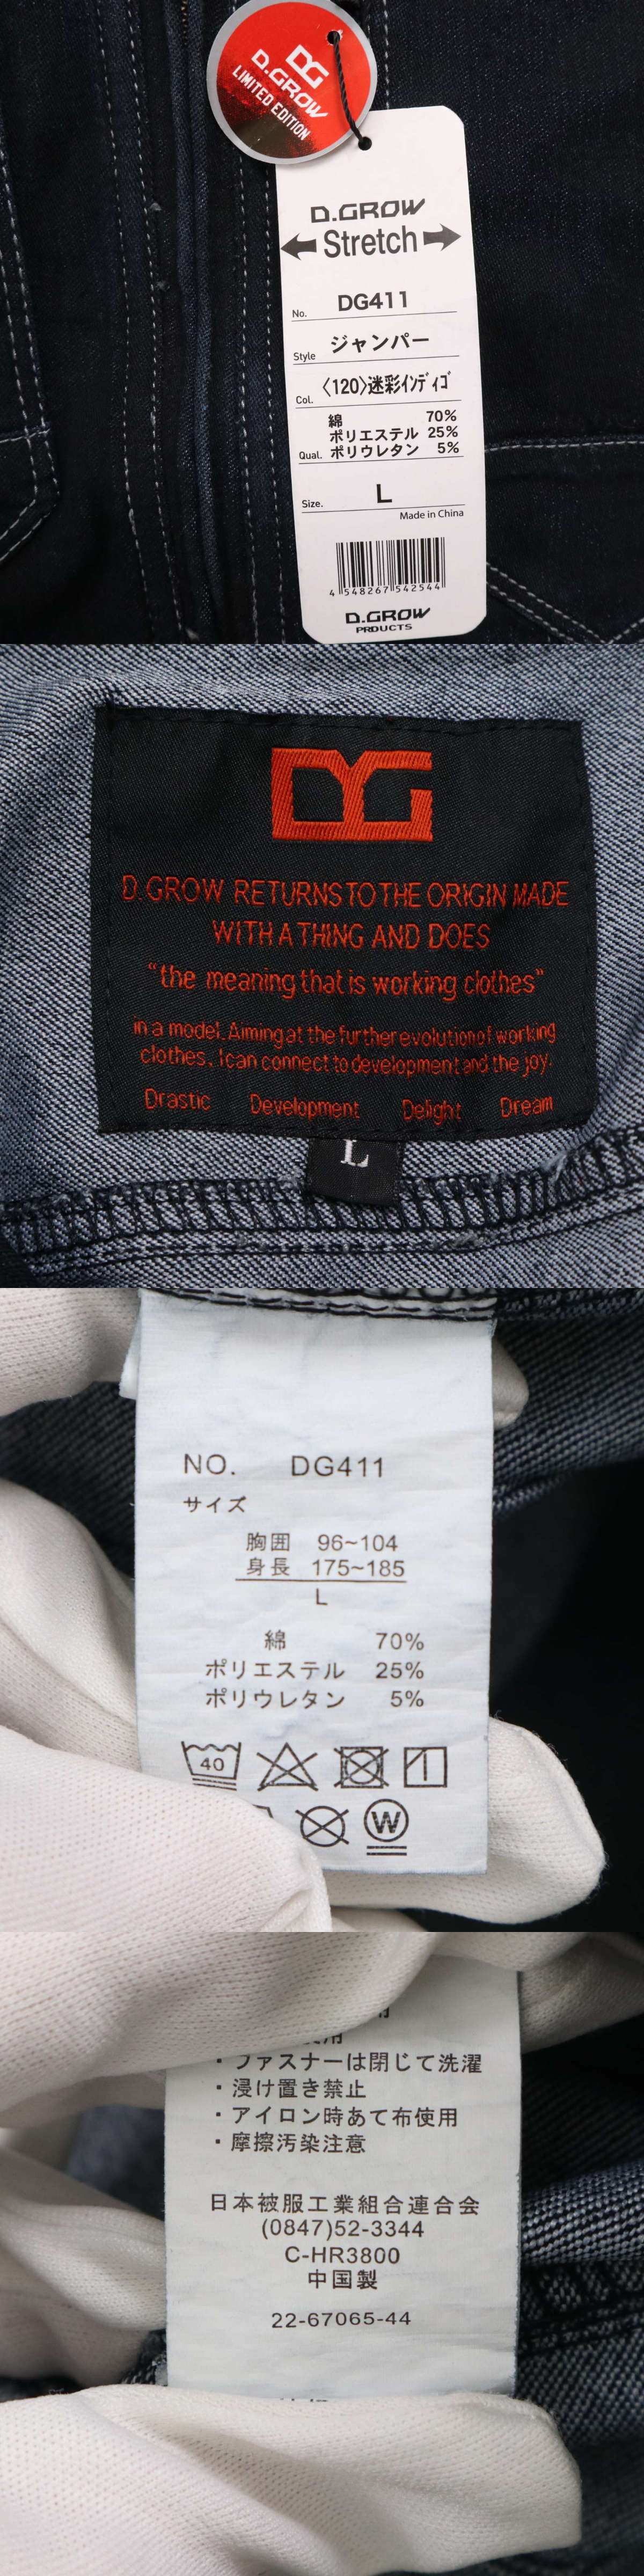 DG
D.GROW
LIMITED EDITION
D.GROW
Stretch
No. DG411
Style ジャンパー
Col. 〈120〉迷彩ｲﾝﾃﾞｨｺﾞ
綿 70%
ポリエステル 25%
Qual. ポリウレタン 5%
Size. L
Made in China
4 548267 542544
D.GROW
PRODUCTS
DG
D.GROW RETURNS TO THE ORIGIN MADE
WITH A THING AND DOES
"the meaning that is working clothes"
in a model. Aiming at the further evolution of working
clothes, I can connect to development and the joy.
Drastic Development Delight Dream
L
NO. DG411
サイズ
胸囲 96~104
身長 175~185
L
綿 70%
ポリエステル 25%
ポリウレタン 5%
40
W
用
・ファスナーは閉じて洗濯
・浸け置き禁止
・アイロン時あて布使用
・摩擦汚染注意
日本被服工業組合連合会
(0847)52-3344
C-HR3800
中国製
22-67065-44